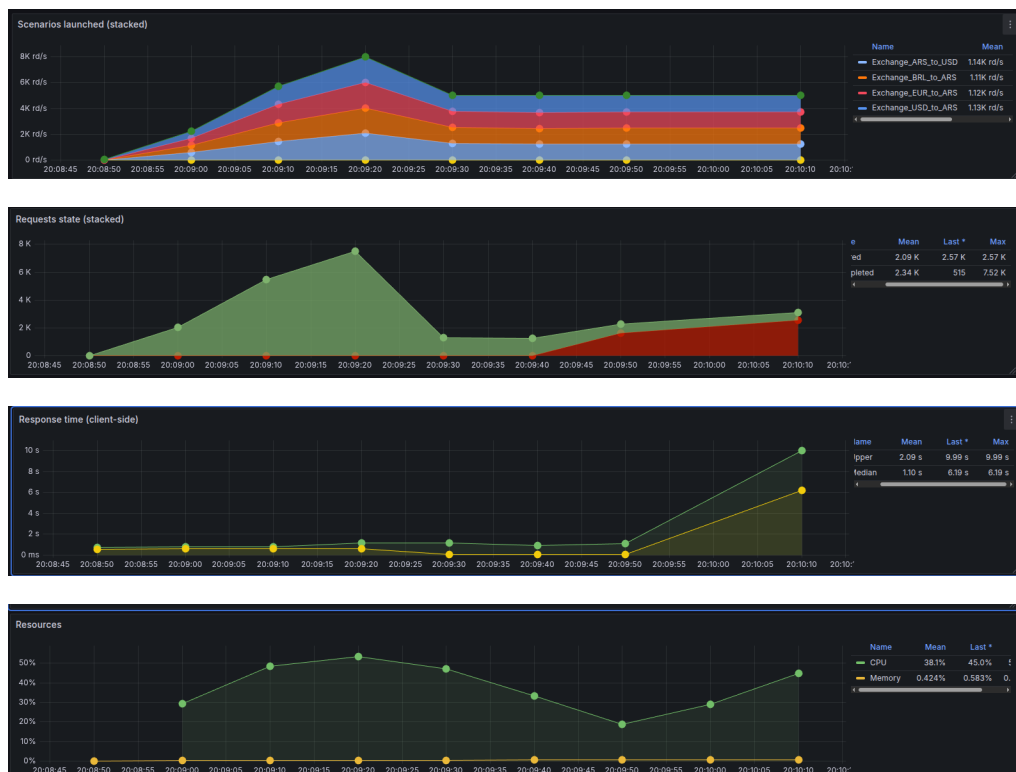 Scenarios launched (stacked)
Name Mean
8K rd/s
6K rd/s
4K rd/s
2K rd/s
0 rd/s
Exchange_ARS_to_USD 1.14K rd/s
Exchange_BRL_to_ARS 1.11K rd/s
Exchange_EUR_to_ARS 1.12K rd/s
Exchange_USD_to_ARS 1.13K rd/s
20:08:45 20:08:50 20:08:55 20:09:00 20:09:05 20:09:10 20:09:15 20:09:20 20:09:25 20:09:30 20:09:35 20:09:40 20:09:45 20:09:50 20:09:55 20:10:00 20:10:05 20:10:10 20:10:
Requests state (stacked)
8 K
6 K
4 K
2 K
0
e Mean Last * Max
ed 2.09 K 2.57 K 2.57 K
pleted 2.34 K 515 7.52 K
20:08:45 20:08:50 20:08:55 20:09:00 20:09:05 20:09:10 20:09:15 20:09:20 20:09:25 20:09:30 20:09:35 20:09:40 20:09:45 20:09:50 20:09:55 20:10:00 20:10:05 20:10:10 20:10:
Response time (client-side)
10 s
8 s
6 s
4 s
2 s
0 ms
lame Mean Last * Max
pper 2.09 s 9.99 s 9.99 s
edian 1.10 s 6.19 s 6.19 s
20:08:45 20:08:50 20:08:55 20:09:00 20:09:05 20:09:10 20:09:15 20:09:20 20:09:25 20:09:30 20:09:35 20:09:40 20:09:45 20:09:50 20:09:55 20:10:00 20:10:05 20:10:10 20:10:
Resources
50%
40%
30%
20%
10%
0%
Name Mean Last *
CPU 38.1% 45.0%
Memory 0.424% 0.583% 0.
20:08:45 20:08:50 20:08:55 20:09:00 20:09:05 20:09:10 20:09:15 20:09:20 20:09:25 20:09:30 20:09:35 20:09:40 20:09:45 20:09:50 20:09:55 20:10:00 20:10:05 20:10:10 20:10: